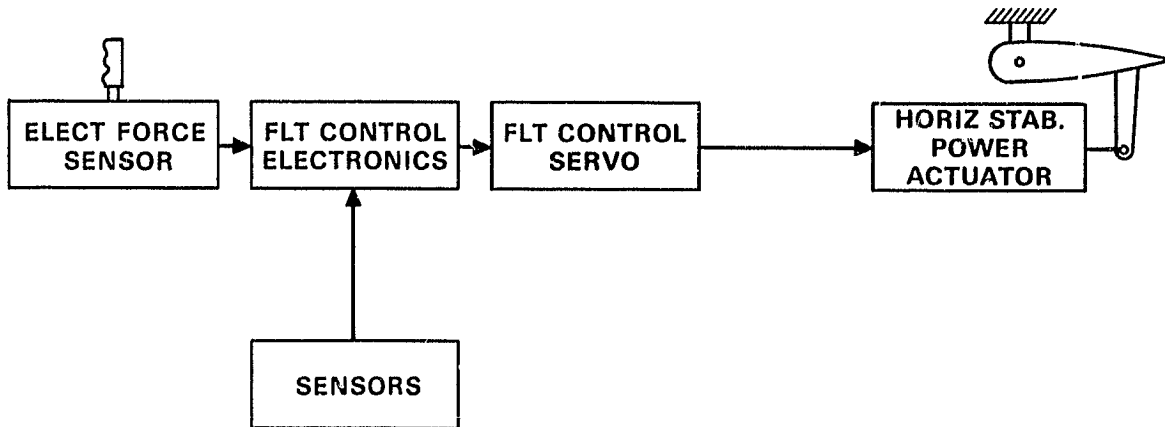 ELECT FORCE
SENSOR
FLT CONTROL
ELECTRONICS
FLT CONTROL
SERVO
HORIZ STAB.
POWER
ACTUATOR
SENSORS